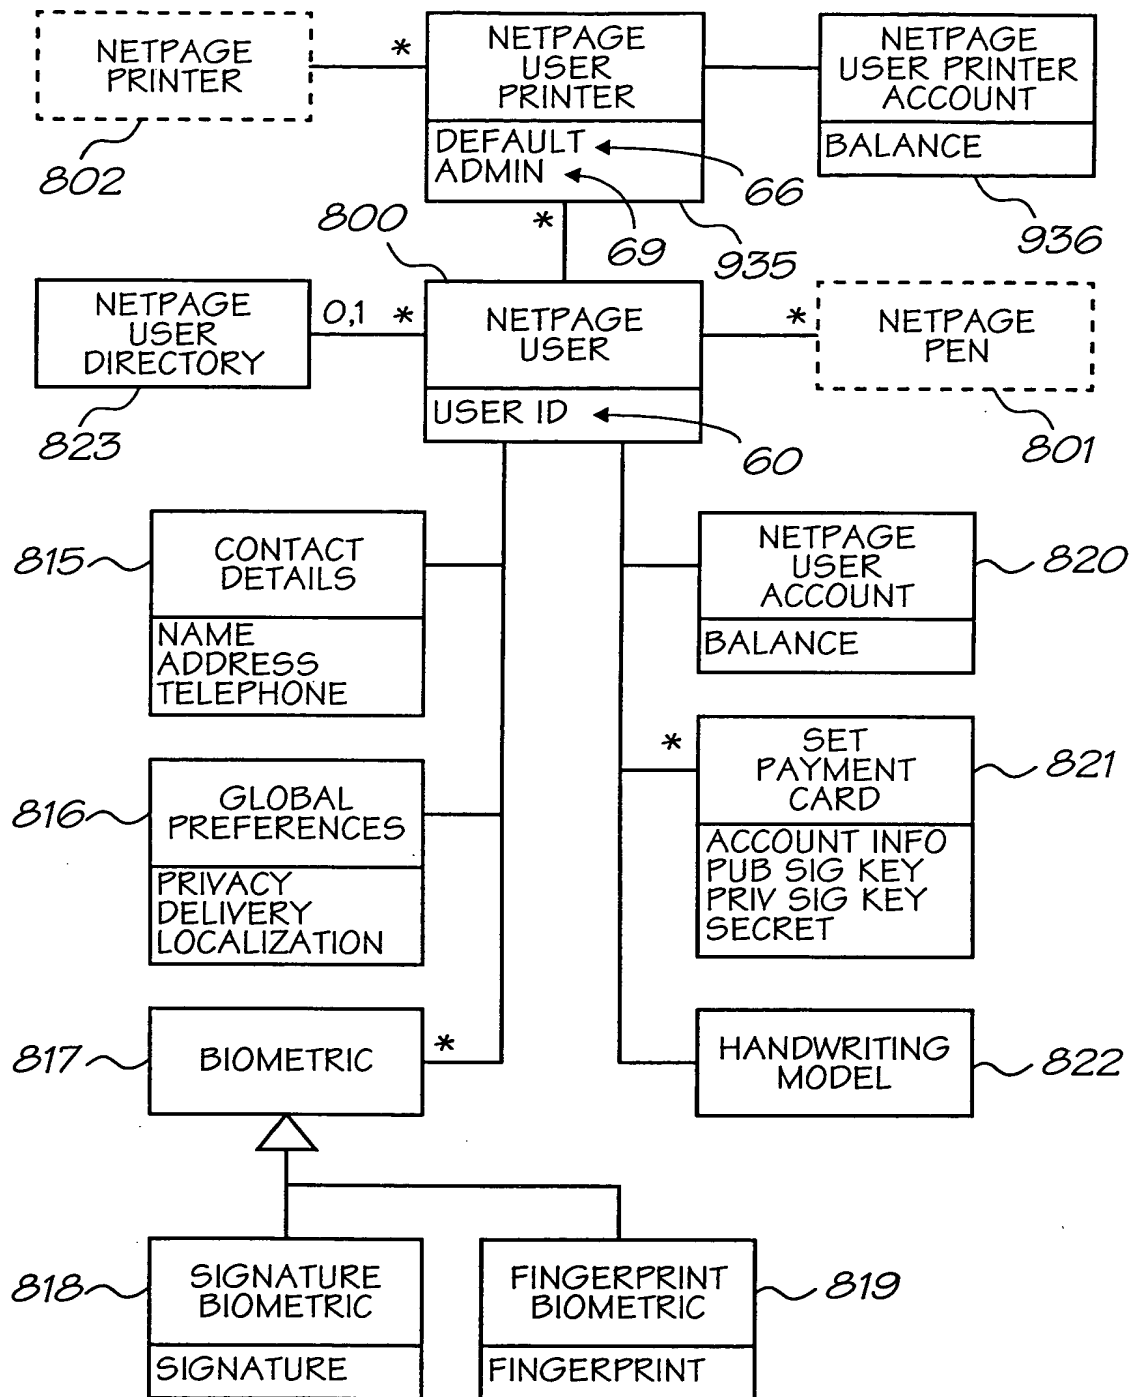 NETPAGE
PRINTER
802
*
NETPAGE
USER
PRINTER
DEFAULT
ADMIN
66
69
935
*
NETPAGE
USER PRINTER
ACCOUNT
BALANCE
936
800
NETPAGE
USER
DIRECTORY
823
0,1 *
NETPAGE
USER
USER ID
60
*
NETPAGE
PEN
801
815
CONTACT
DETAILS
NAME
ADDRESS
TELEPHONE
NETPAGE
USER
ACCOUNT
BALANCE
820
816
GLOBAL
PREFERENCES
PRIVACY
DELIVERY
LOCALIZATION
*
SET
PAYMENT
CARD
ACCOUNT INFO
PUB SIG KEY
PRIV SIG KEY
SECRET
821
817
BIOMETRIC
*
HANDWRITING
MODEL
822
818
SIGNATURE
BIOMETRIC
SIGNATURE
FINGERPRINT
BIOMETRIC
FINGERPRINT
819